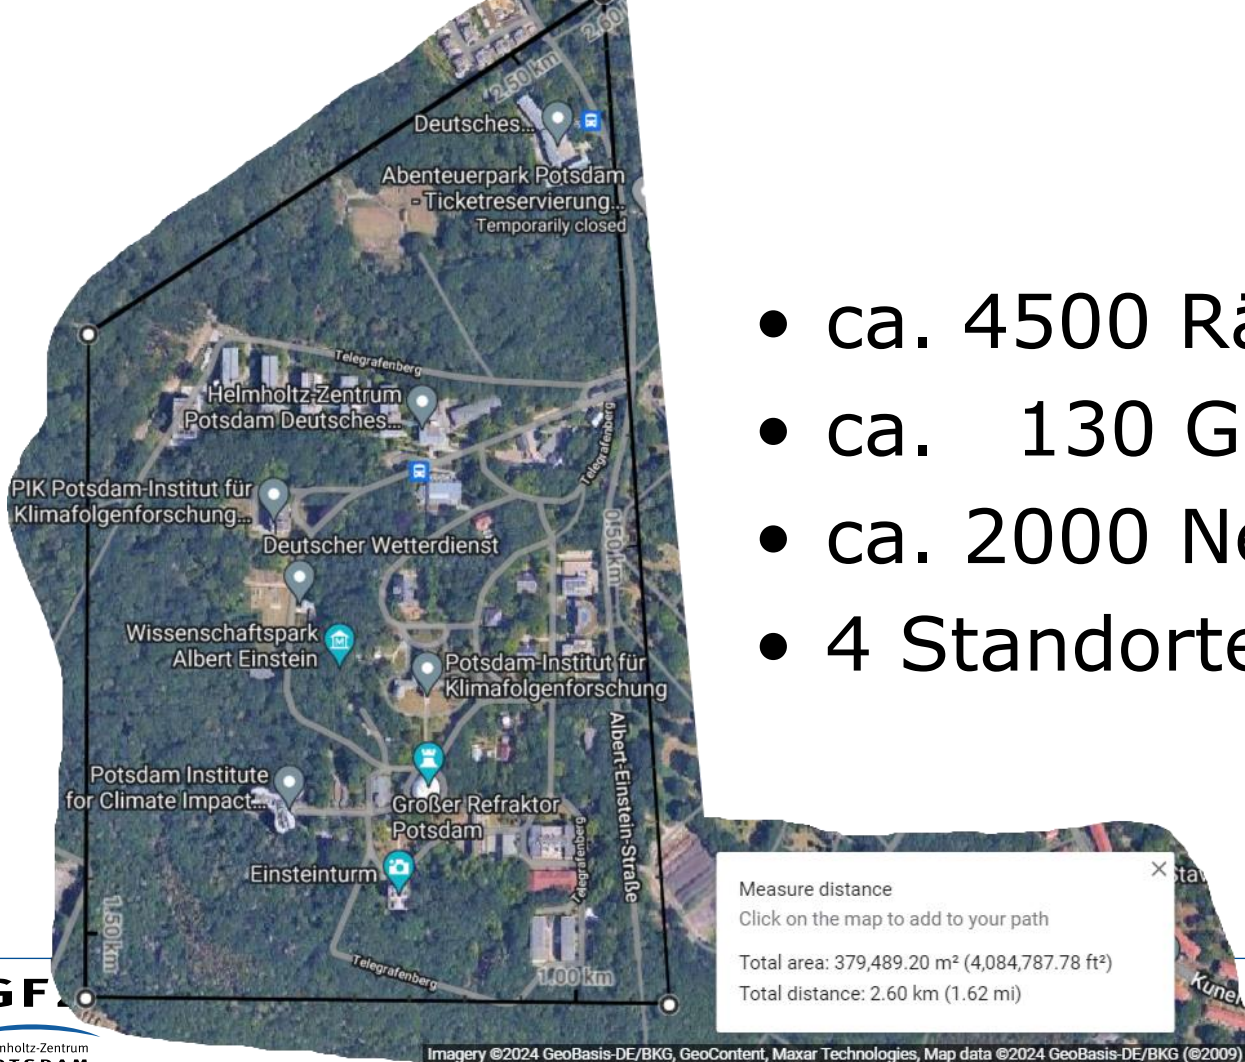 2.60
2.50 km
Deutsches...
Abenteuerpark Potsdam
- Ticketreservierung...
Temporarily closed
• ca. 4500 Rä
Telegrafenberg
Helmholtz-Zentrum
Potsdam Deutsches...
• ca. 130 G
Telegrafenberg
PIK Potsdam-Institut für
Klimafolgenforschung...
0.50 km
Deutscher Wetterdienst
• ca. 2000 Ne
Wissenschaftspark
Albert Einstein
• 4 Standorte
Potsdam-Institut für
Klimafolgenforschung
Albert-Einstein-Straße
Potsdam Institute
for Climate Impact...
Großer Refraktor
Potsdam
Telegrafenberg
Einsteinturm
1.50 km
Telegrafenberg
1.00 km
Measure distance
Click on the map to add to your path
Total area: 379,489.20 m² (4,084,787.78 ft²)
Total distance: 2.60 km (1.62 mi)
GFZ
mholtz-Zentrum
Imagery ©2024 GeoBasis-DE/BKG, GeoContent, Maxar Technologies, Map data ©2024 GeoBasis-DE/BKG (©2009)